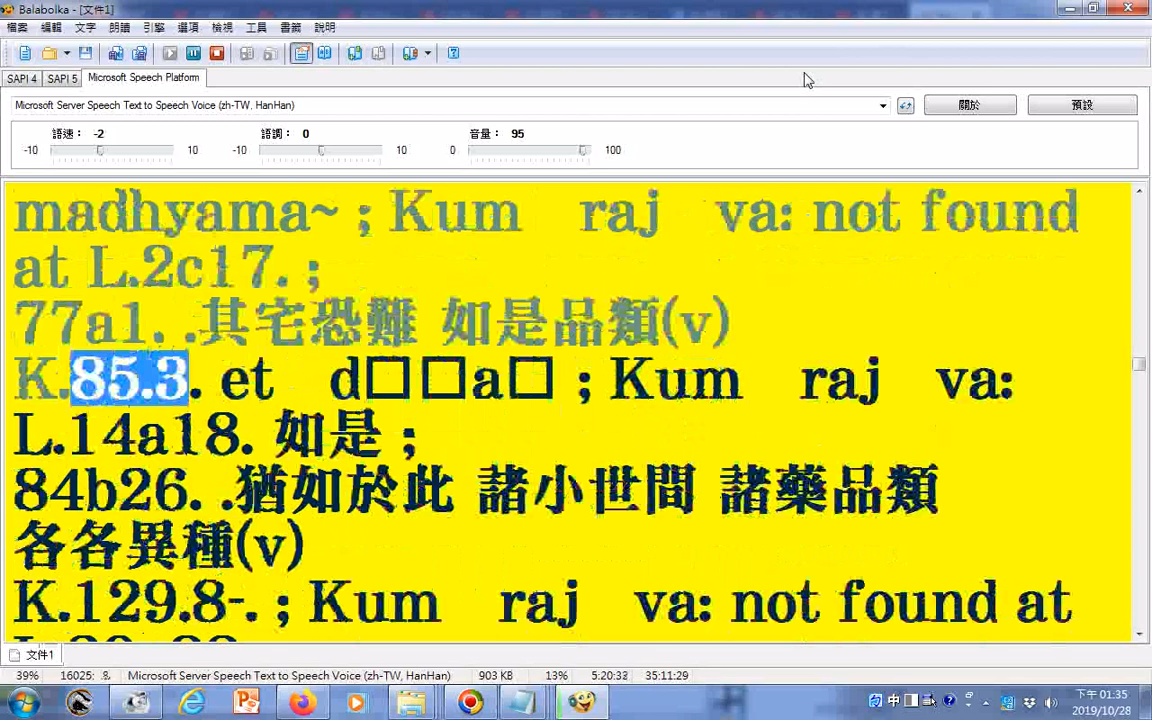 Balabolka - [文件1]
檔案 編輯 文字 朗讀 引擎 選項 檢視 工具 書籤 說明
SAPI 4 SAPI 5 Microsoft Speech Platform
Microsoft Server Speech Text to Speech Voice (zh-TW, HanHan) 關於 預設
語速: -2 語調: 0 音量: 95
-10 10 -10 10 0 100
madhyama~ ; Kum raj va: not found
at L.2c17. ;
77a1. .其宅恐難 如是品類(v)
K.85.3. et d□□a□ ; Kum raj va:
L.14a18. 如是 ;
84b26. .猶如於此 諸小世間 諸藥品類
各各異種(v)
K.129.8-. ; Kum raj va: not found at
文件1
39% Microsoft Server Speech Text to Speech Voice (zh-TW, HanHan) 903 KB 13% 5:20:32 35:11:29
中 下午 01:35
2019/10/28